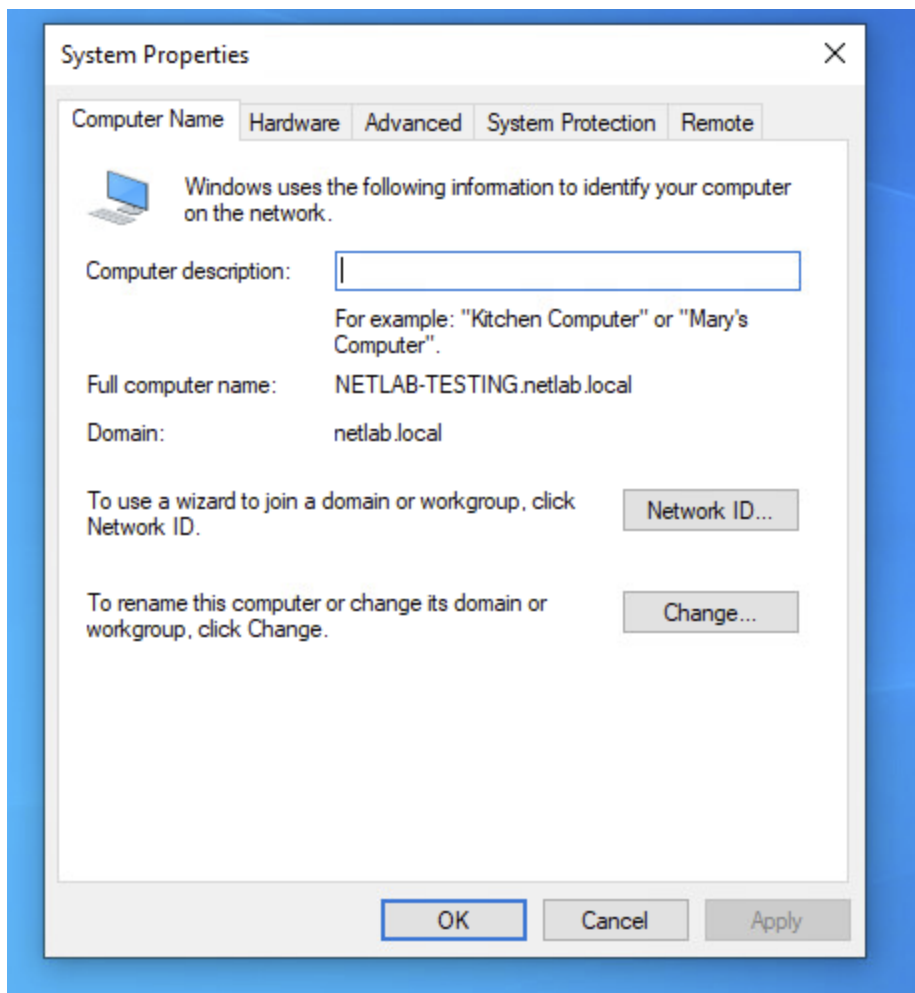 System Properties
Computer Name Hardware Advanced System Protection Remote
Windows uses the following information to identify your computer
on the network.
Computer description:
For example: "Kitchen Computer" or "Mary's
Computer".
Full computer name: NETLAB-TESTING.netlab.local
Domain: netlab.local
To use a wizard to join a domain or workgroup, click
Network ID.
Network ID...
To rename this computer or change its domain or
workgroup, click Change.
Change...
OK Cancel Apply